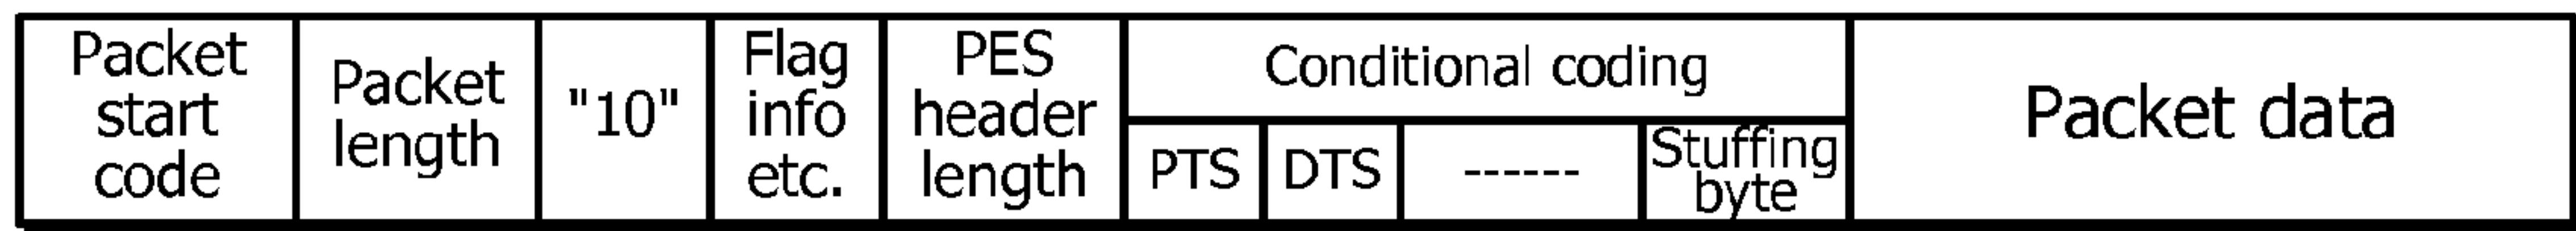 Packet
start
code
Packet
length
"10"
Flag
info
etc.
PES
header
length
Conditional coding
PTS
DTS
------
Stuffing
byte
Packet data